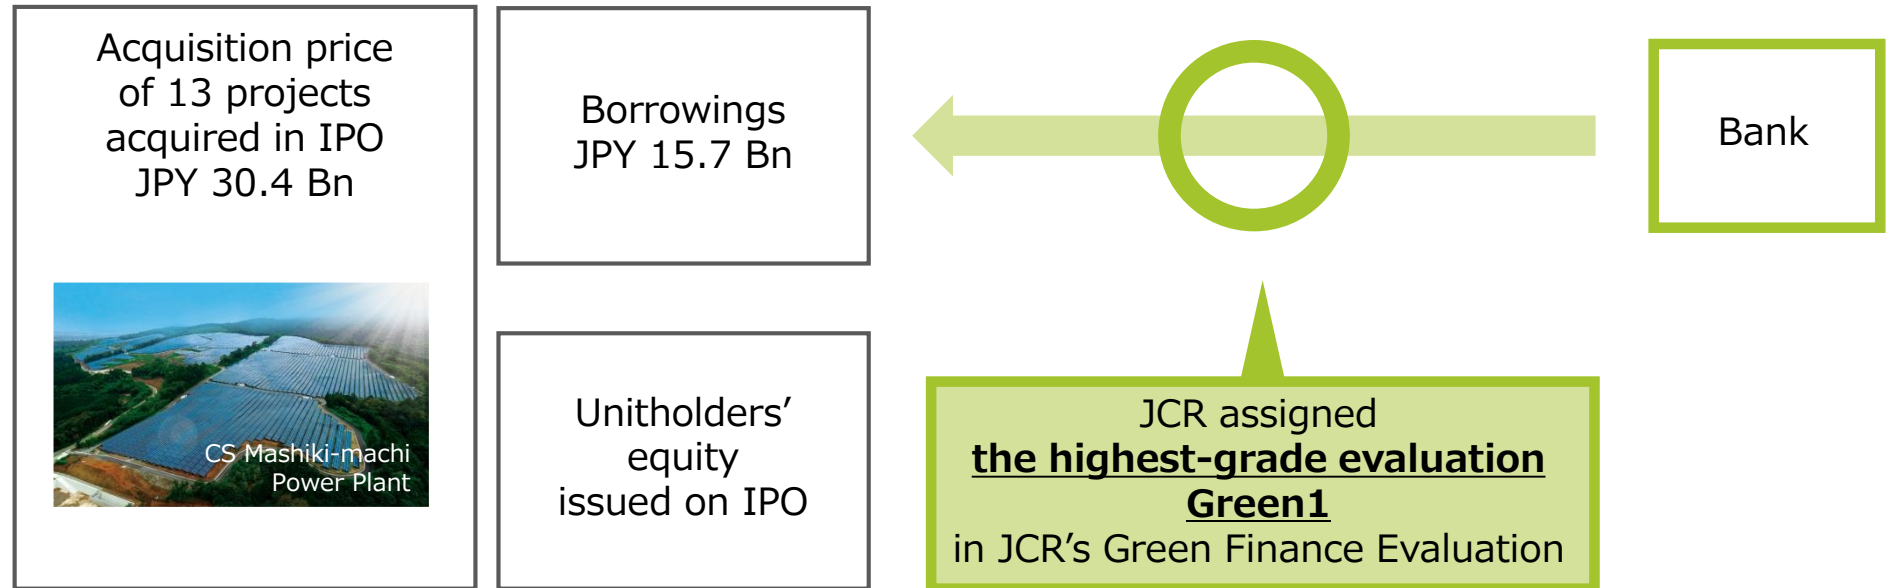 Acquisition price
of 13 projects
acquired in IPO
JPY 30.4 Bn
CS Mashiki-machi
Power Plant
Borrowings
JPY 15.7 Bn
Unitholders’
equity
issued on IPO
Bank
JCR assigned
the highest-grade evaluation
Green1
in JCR’s Green Finance Evaluation